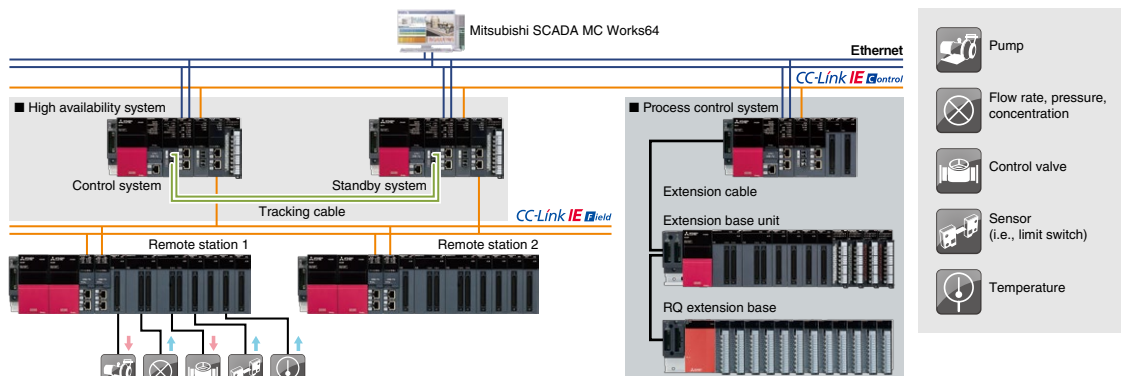 Mitsubishi SCADA MC Works64
Ethernet
CC-Link IE Control
■ High availability system
Control system
Standby system
Tracking cable
CC-Link IE Field
Remote station 1
Remote station 2
■ Process control system
Extension cable
Extension base unit
RQ extension base
Pump
Flow rate, pressure,
concentration
Control valve
Sensor
(i.e., limit switch)
Temperature